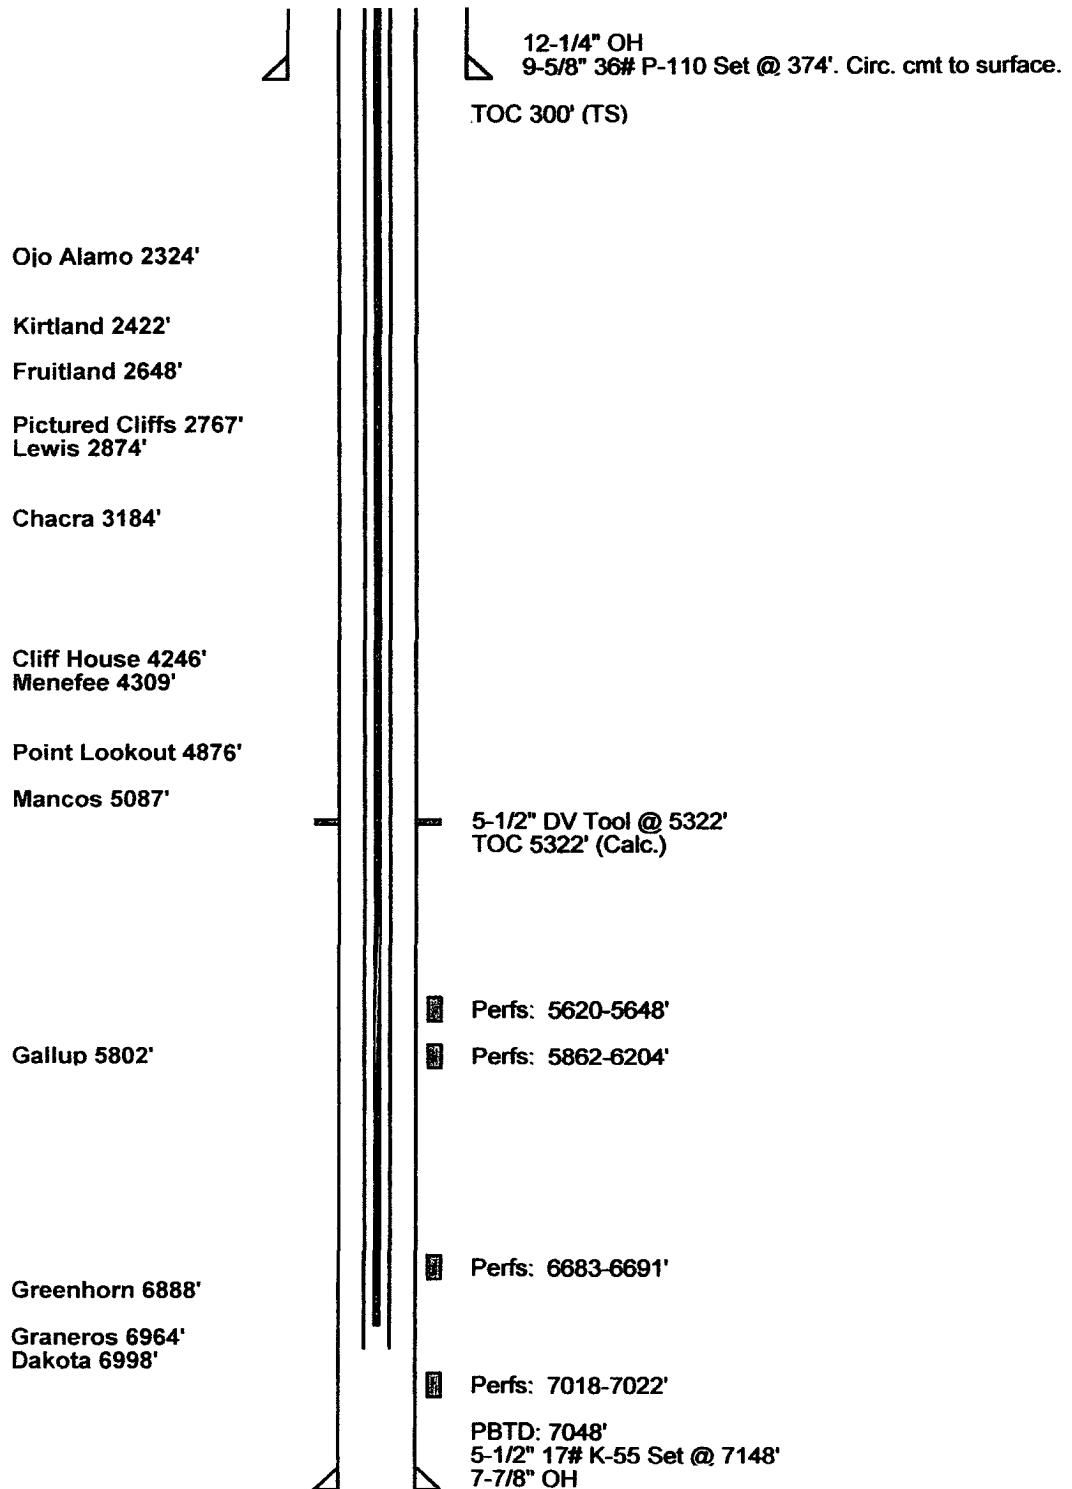 12-1/4" OH
9-5/8" 36# P-110 Set @ 374'. Circ. cmt to surface.
TOC 300' (TS)
Ojo Alamo 2324'
Kirtland 2422'
Fruitland 2648'
Pictured Cliffs 2767'
Lewis 2874'
Chacra 3184'
Cliff House 4246'
Menefee 4309'
Point Lookout 4876'
Mancos 5087'
5-1/2" DV Tool @ 5322'
TOC 5322' (Calc.)
Perfs: 5620-5648'
Gallup 5802'
Perfs: 5862-6204'
Perfs: 6683-6691'
Greenhorn 6888'
Graneros 6964'
Dakota 6998'
Perfs: 7018-7022'
PBTD: 7048'
5-1/2" 17# K-55 Set @ 7148'
7-7/8" OH